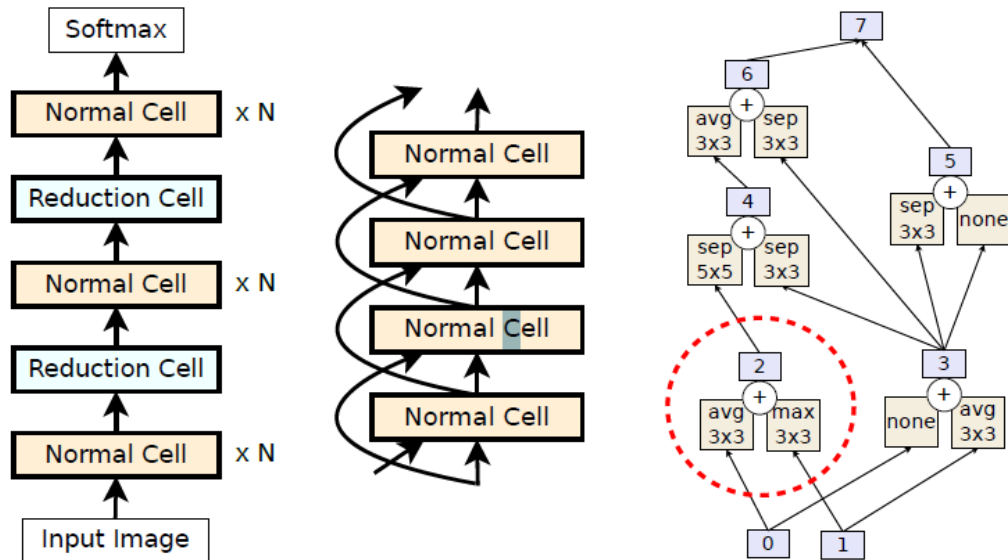 Softmax
Normal Cell x N
Reduction Cell
Normal Cell x N
Reduction Cell
Normal Cell x N
Input Image
Normal Cell
Normal Cell
Normal Cell
Normal Cell
7
6
+
avg
3x3
sep
3x3
5
+
sep
3x3
none
4
+
sep
5x5
sep
3x3
2
+
avg
3x3
max
3x3
3
+
none
avg
3x3
0
1